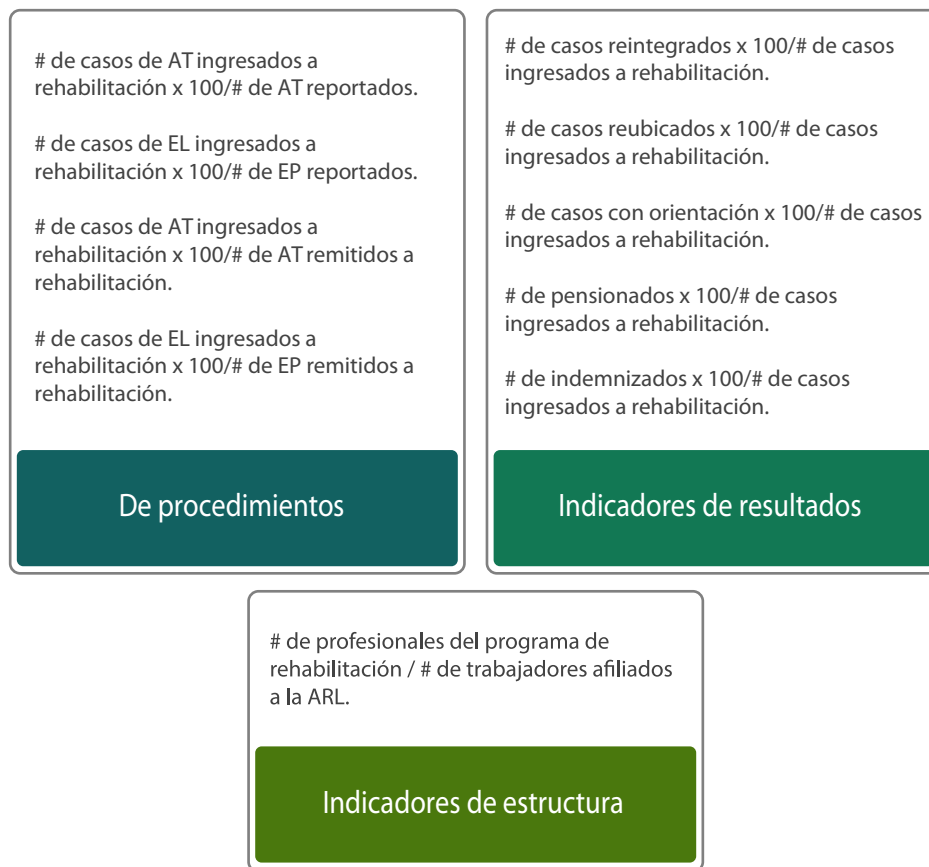 # de casos de AT ingresados a
rehabilitación x 100/# de AT reportados.
# de casos de EL ingresados a
rehabilitación x 100/# de EP reportados.
# de casos de AT ingresados a
rehabilitación x 100/# de AT remitidos a
rehabilitación.
# de casos de EL ingresados a
rehabilitación x 100/# de EP remitidos a
rehabilitación.
De procedimientos
# de casos reintegrados x 100/# de casos
ingresados a rehabilitación.
# de casos reubicados x 100/# de casos
ingresados a rehabilitación.
# de casos con orientación x 100/# de casos
ingresados a rehabilitación.
# de pensionados x 100/# de casos
ingresados a rehabilitación.
# de indemnizados x 100/# de casos
ingresados a rehabilitación.
Indicadores de resultados
# de profesionales del programa de
rehabilitación / # de trabajadores afiliados
a la ARL.
Indicadores de estructura